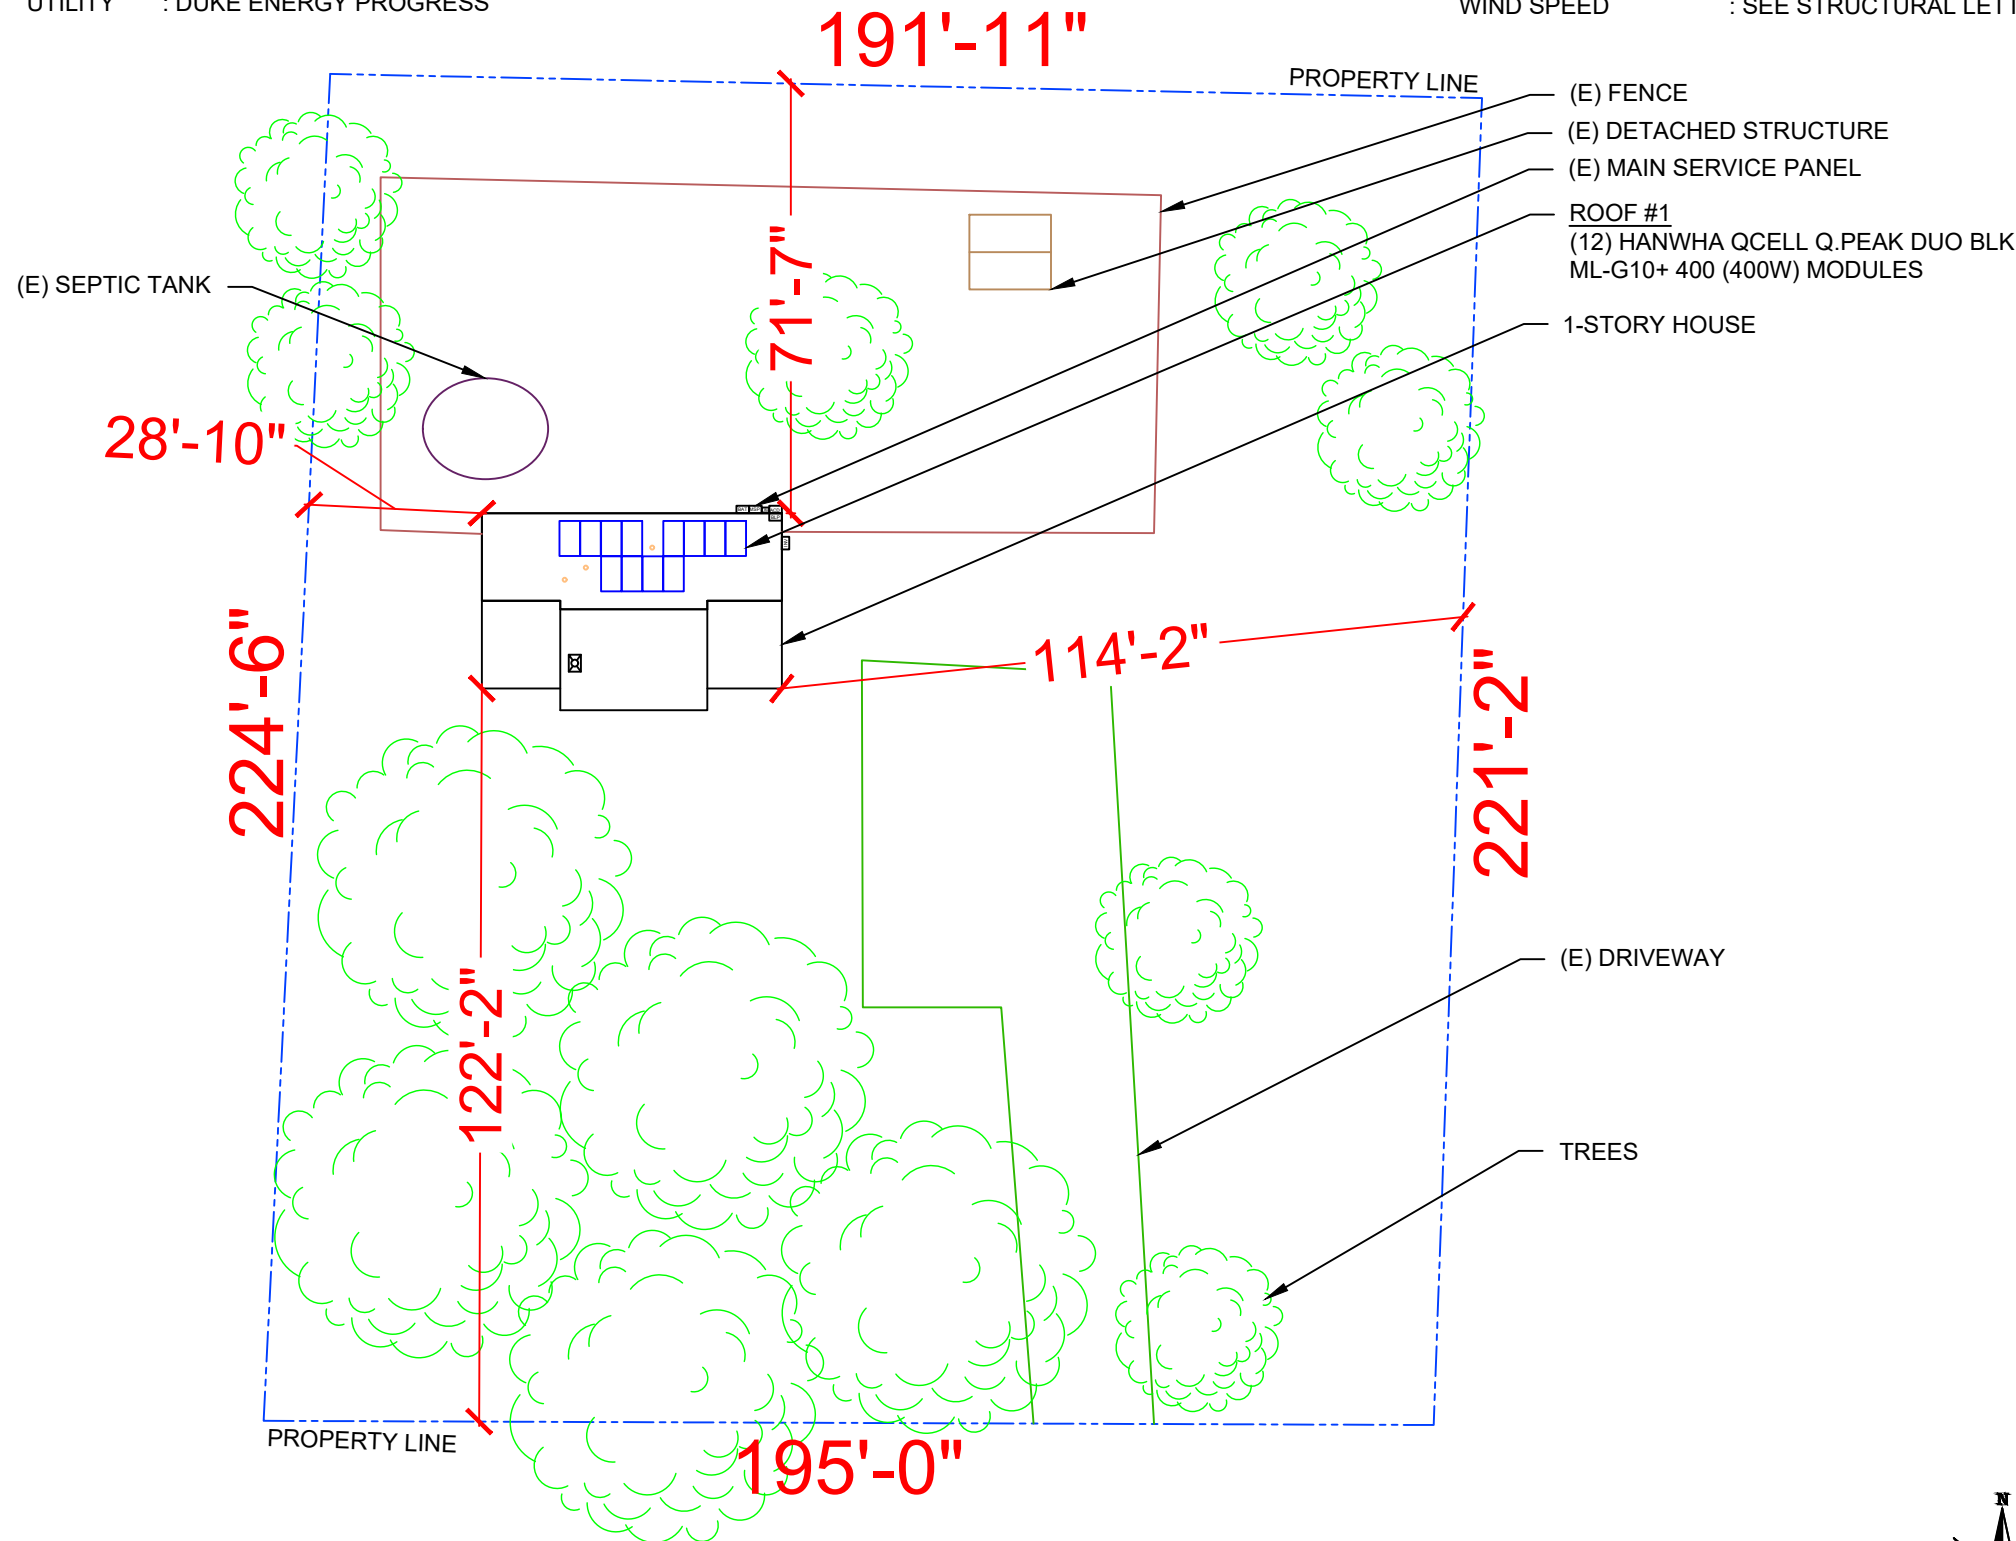 UTILITY : DUKE ENERGY PROGRESS
WIND SPEED : SEE STRUCTURAL
191'-11"
PROPERTY LINE
(E) FENCE
(E) DETACHED STRUCTURE
(E) MAIN SERVICE PANEL
ROOF #1
(12) HANWHA QCELL Q.PEAK DUO BLK
ML-G10+ 400 (400W) MODULES
(E) SEPTIC TANK
71'-7"
1-STORY HOUSE
28'-10"
224'-6"
114'-2"
221'-2"
(E) DRIVEWAY
122'-2"
TREES
PROPERTY LINE
195'-0"
N